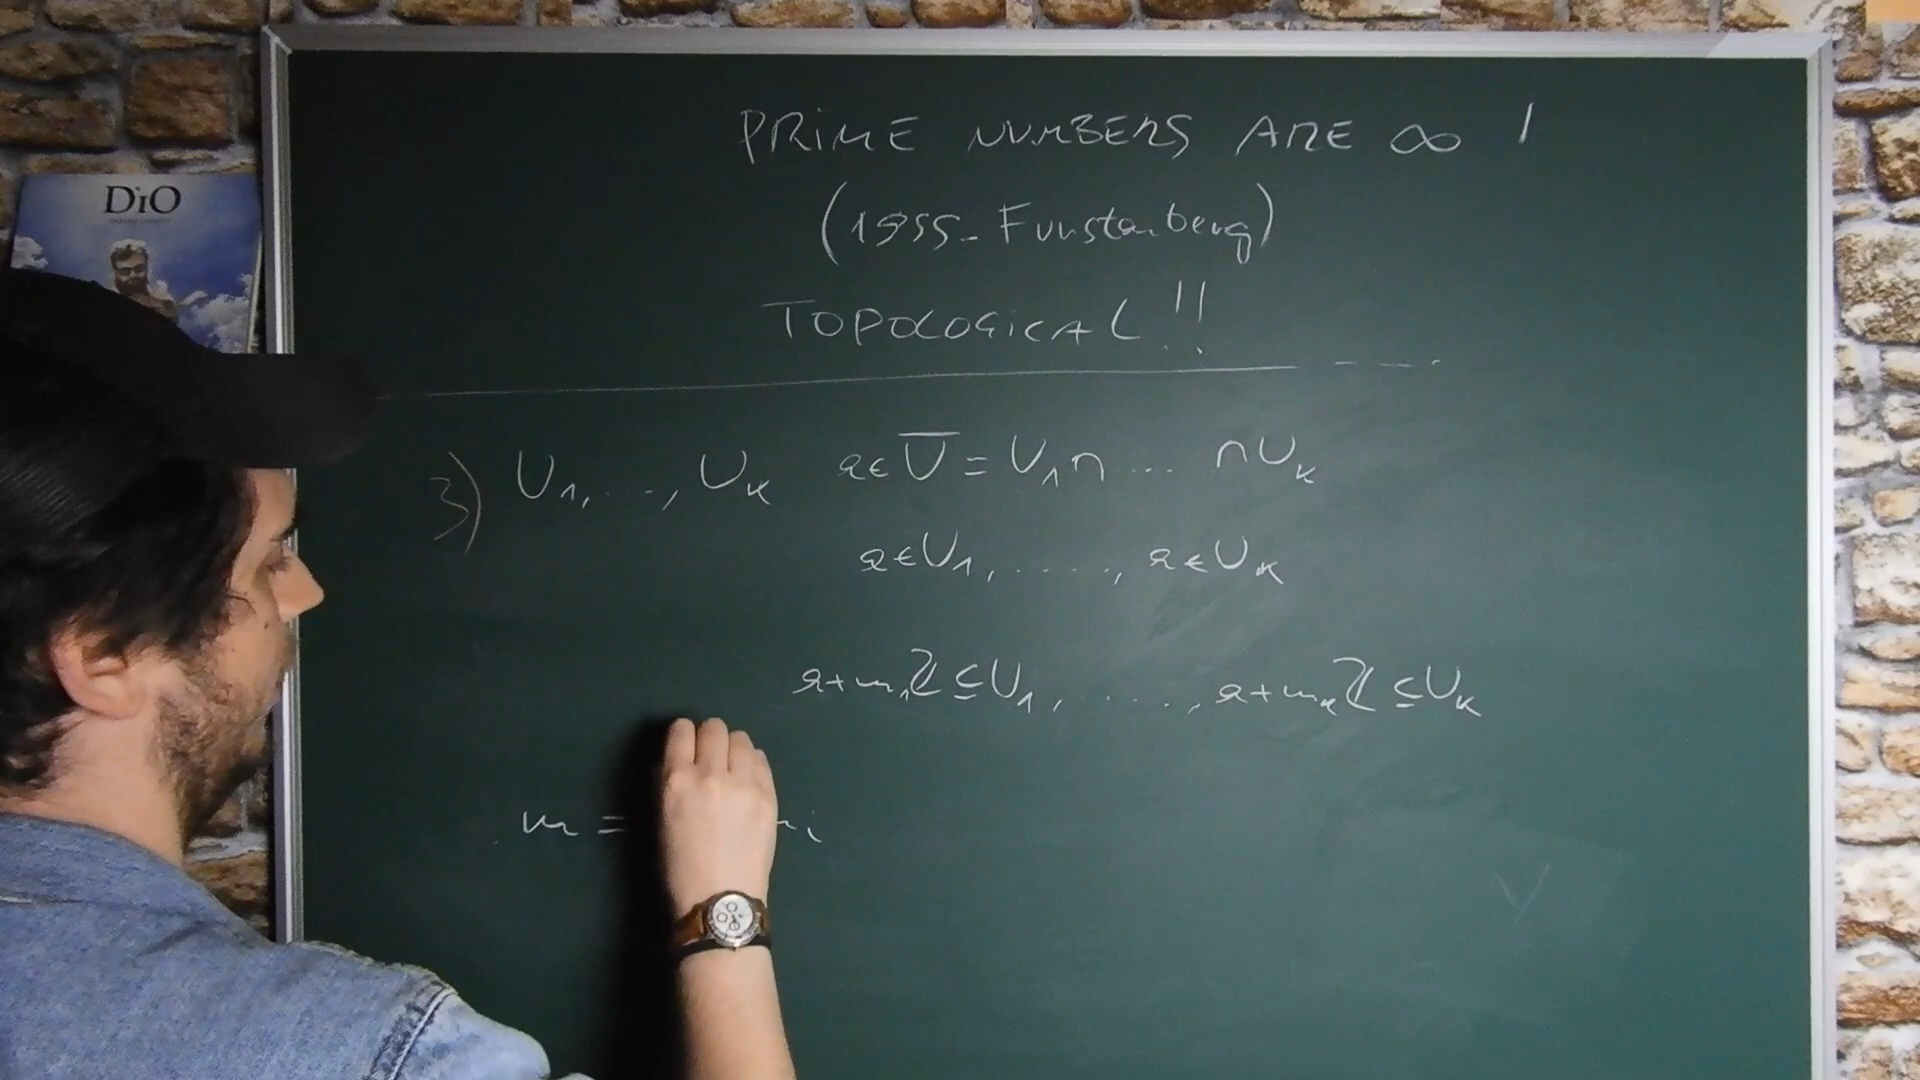 DiO
PRIME NUMBERS ARE ∞ !
(1955 - Furstenberg)
TOPOLOGICAL!!
3) U₁, ..., Uₖ a ∈ U̅ = U₁ ∩ .... ∩ Uₖ
a ∈ U₁, ....., a ∈ Uₖ
a + m₁ℤ ⊆ U₁, ....., a + mₖℤ ⊆ Uₖ
m =